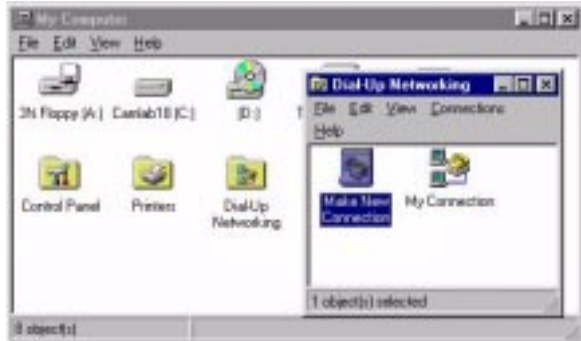 My Computer
File Edit View Help
3½ Floppy (A:)
Camlab18 (C:)
(D:)
Control Panel
Printers
Dial-Up
Networking
8 object(s)
Dial-Up Networking
File Edit View Connections
Help
Make New
Connection
My Connection
1 object(s) selected